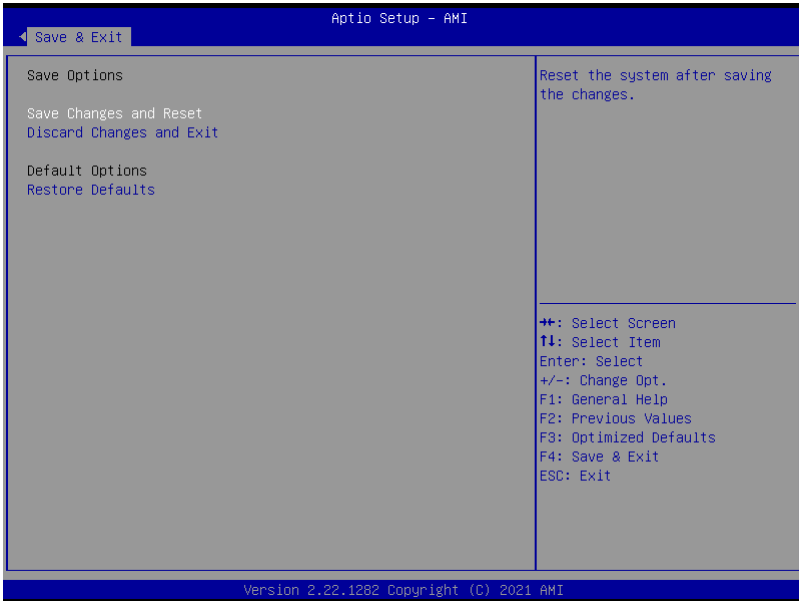 Aptio Setup – AMI
Save & Exit
Save Options
Save Changes and Reset
Discard Changes and Exit
Default Options
Restore Defaults
Reset the system after saving
the changes.
→←: Select Screen
↑↓: Select Item
Enter: Select
+/-: Change Opt.
F1: General Help
F2: Previous Values
F3: Optimized Defaults
F4: Save & Exit
ESC: Exit
Version 2.22.1282 Copyright (C) 2021 AMI